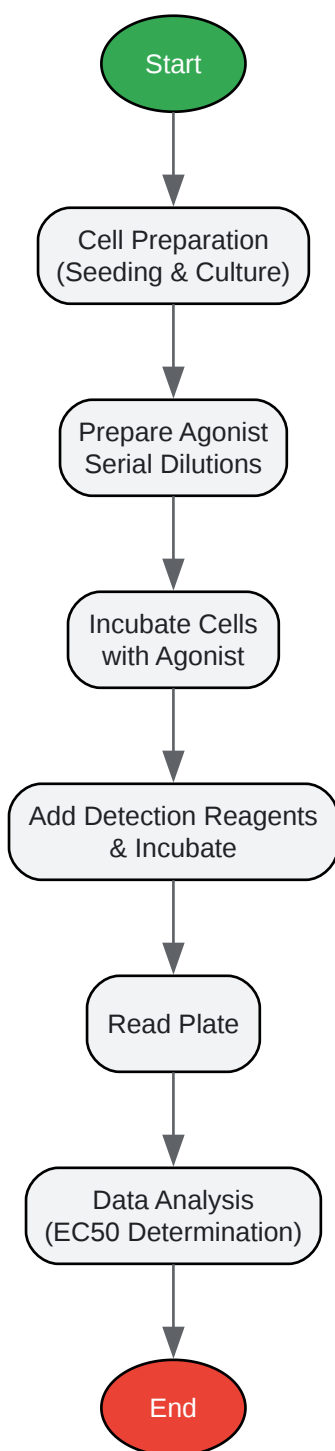 Start
Cell Preparation
(Seeding & Culture)
Prepare Agonist
Serial Dilutions
Incubate Cells
with Agonist
Add Detection Reagents
& Incubate
Read Plate
Data Analysis
(EC50 Determination)
End